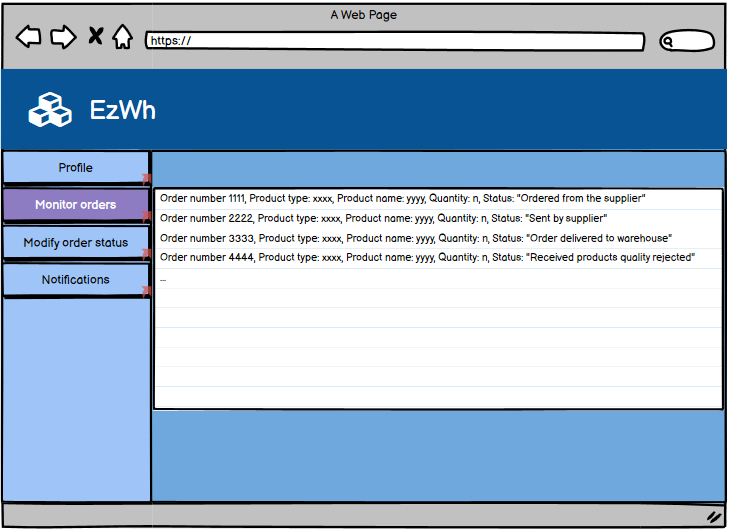 A Web Page
https://
EzWh
Profile
Monitor orders
Modify order status
Notifications
Order number 1111, Product type: xxxx, Product name: yyyy, Quantity: n, Status: "Ordered from the supplier"
Order number 2222, Product type: xxxx, Product name: yyyy, Quantity: n, Status: "Sent by supplier"
Order number 3333, Product type: xxxx, Product name: yyyy, Quantity: n, Status: "Order delivered to warehouse"
Order number 4444, Product type: xxxx, Product name: yyyy, Quantity: n, Status: "Received products quality rejected"
...